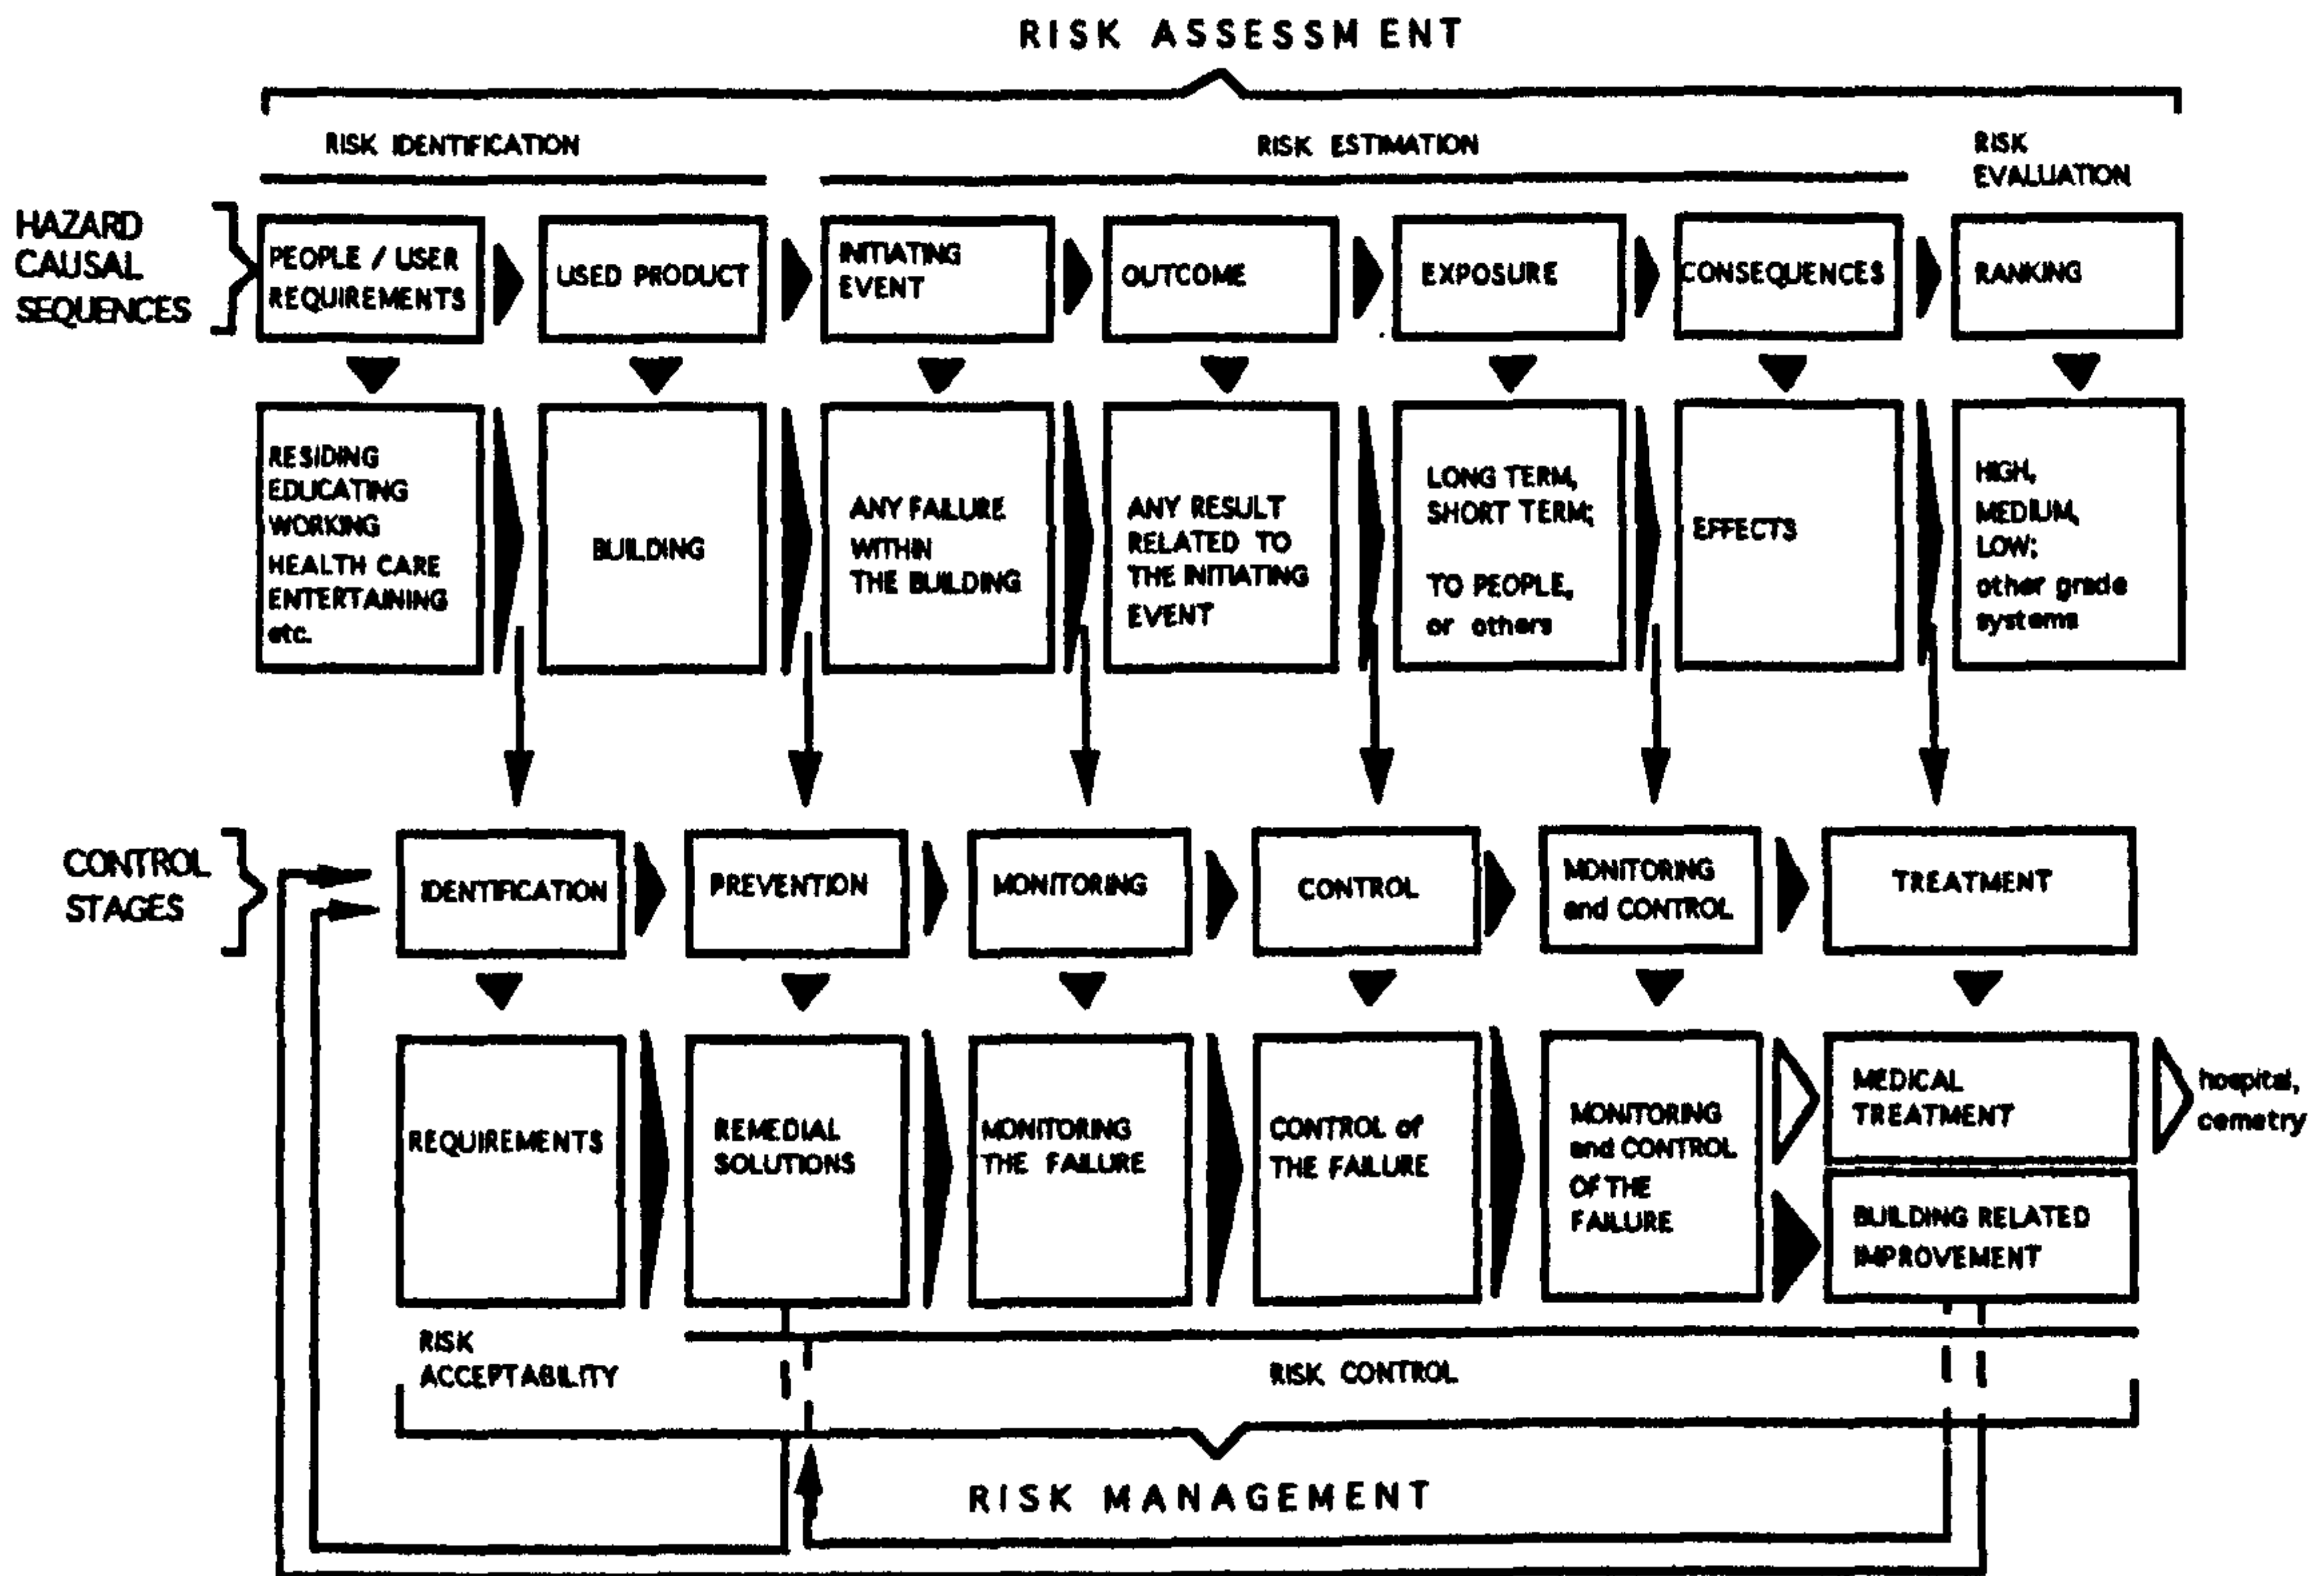 RISK ASSESSMENT
RISK IDENTIFICATION
RISK ESTIMATION
RISK
EVALUATION
HAZARD
CAUSAL
SEQUENCES
PEOPLE / USER
REQUIREMENTS
USED PRODUCT
INITIATING
EVENT
OUTCOME
EXPOSURE
CONSEQUENCES
RANKING
RESIDING
EDUCATING
WORKING
HEALTH CARE
ENTERTAINING
etc.
BUILDING
ANY FAILURE
WITHIN
THE BUILDING
ANY RESULT
RELATED TO
THE INITIATING
EVENT
LONG TERM,
SHORT TERM;
TO PEOPLE,
or others
EFFECTS
HIGH,
MEDIUM,
LOW;
other grade
systems
CONTROL
STAGES
IDENTIFICATION
PREVENTION
MONITORING
CONTROL
MONITORING
and CONTROL
TREATMENT
REQUIREMENTS
REMEDIAL
SOLUTIONS
MONITORING
THE FAILURE
CONTROL of
THE FAILURE
MONITORING
and CONTROL
OF THE
FAILURE
MEDICAL
TREATMENT
hospital,
cemetry
BUILDING RELATED
IMPROVEMENT
RISK
ACCEPTABILITY
RISK CONTROL
RISK MANAGEMENT